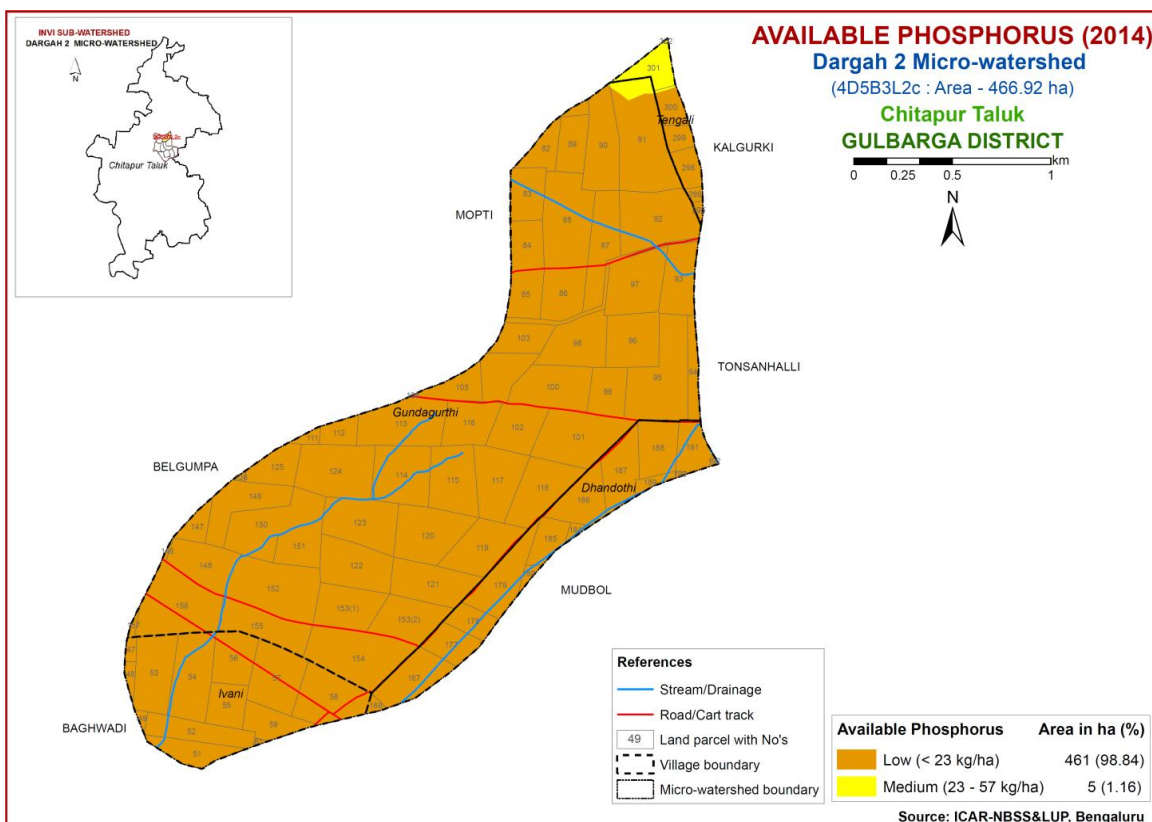 INVI SUB-WATERSHED
DARGAH 2 MICRO-WATERSHED
N
Chitapur Taluk
AVAILABLE PHOSPHORUS (2014)
Dargah 2 Micro-watershed
(4D5B3L2c : Area - 466.92 ha)
Chitapur Taluk
GULBARGA DISTRICT
km
0 0.25 0.5 1
N
301
300
Tengali
KALGURKI
82 89 90 91 299
298
MOPTI
83 88 92
84 87
85 86 97 93
103 98 96
TONSANHALLI
105 100 99 95 94
Gundagurthi
111 112 113 116 102 101
188 191
BELGUMPA
125 124 114 115 117 118 187
Dhandothi
149 186
147 150 151 123 120 119 185
148 122 121 179
MUDBOL
152 153(1) 153(2) 178
156 155 154 177
53 54 56 57 58 167
Ivani
55
BAGHWADI
52 59
51
References
Stream/Drainage
Road/Cart track
49 Land parcel with No's
Village boundary
Micro-watershed boundary
Available Phosphorus Area in ha (%)
Low (< 23 kg/ha) 461 (98.84)
Medium (23 - 57 kg/ha) 5 (1.16)
Source: ICAR-NBSS&LUP, Bengaluru